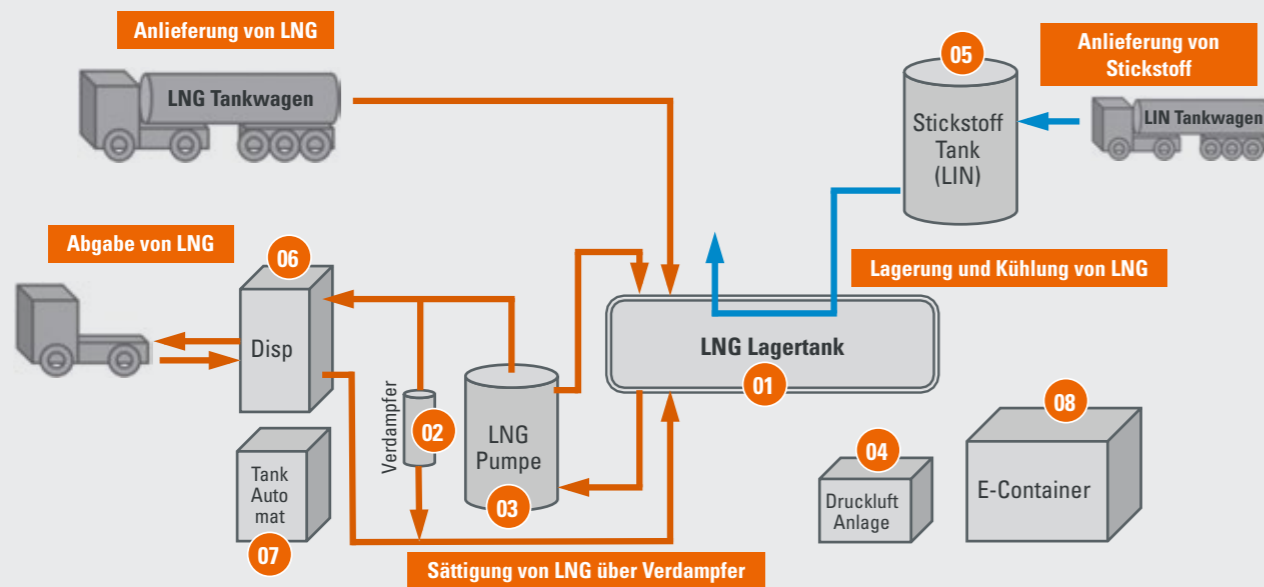 Anlieferung von LNG
LNG Tankwagen
05
Anlieferung von
Stickstoff
LIN Tankwagen
Stickstoff
Tank
(LIN)
Abgabe von LNG
06
Disp
Lagerung und Kühlung von LNG
LNG Lagertank
01
Verdampfer
02
LNG
Pumpe
03
Tank
Auto
mat
07
04
Druckluft
Anlage
08
E-Container
Sättigung von LNG über Verdampfer